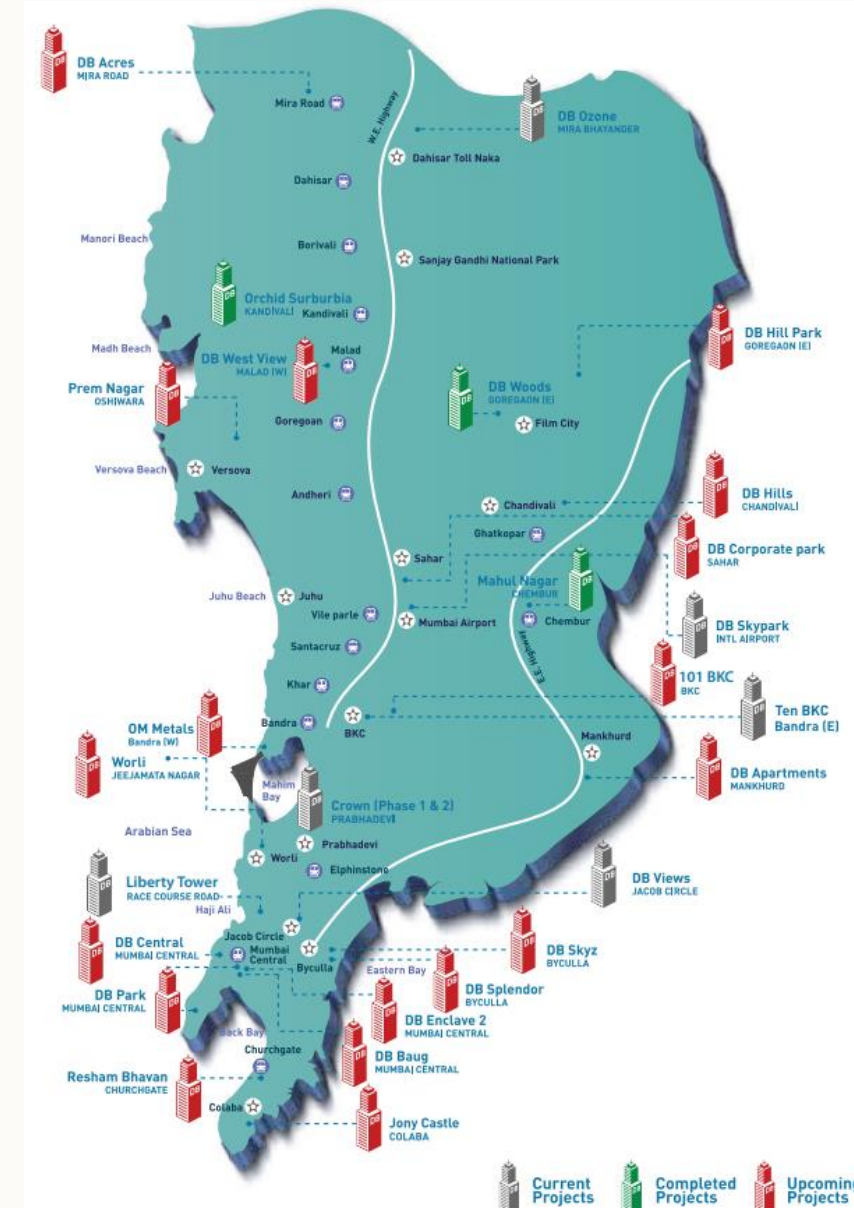 DB Acres
MIRA ROAD
Mira Road
W.E. Highway
DB Ozone
MIRA BHAYANDER
Dahisar Toll Naka
Dahisar
Manori Beach
Borivali
Sanjay Gandhi National Park
Orchid Surburbia
KANDIVALI
Kandivali
DB Hill Park
GOREGAON (E)
Madh Beach
DB West View
MALAD (W)
Malad
Prem Nagar
OSHIWARA
DB Woods
GOREGAON (E)
Goregoan
Film City
Versova Beach
Versova
Andheri
DB Hills
CHANDIVALI
Chandivali
Ghatkopar
DB Corporate park
SAHAR
Sahar
Mahul Nagar
CHEMBUR
Juhu Beach
Juhu
Vile parle
Mumbai Airport
Chembur
DB Skypark
INTL AIRPORT
Santacruz
E.E. Highway
Khar
101 BKC
BKC
Bandra
BKC
Ten BKC
Bandra (E)
OM Metals
Bandra (W)
Mankhurd
Worli
JEEJAMATA NAGAR
DB Apartments
MANKHURD
Mahim
Bay
Crown (Phase 1 & 2)
PRABHADEVI
Arabian Sea
Prabhadevi
Worli
Elphinstone
Liberty Tower
RACE COURSE ROAD
DB Views
JACOB CIRCLE
Haji Ali
Jacob Circle
DB Central
MUMBAI CENTRAL
Mumbai
Central
Byculla
DB Skyz
BYCULLA
Eastern Bay
DB Park
MUMBAI CENTRAL
DB Splendor
BYCULLA
DB Enclave 2
MUMBAI CENTRAL
Back Bay
Churchgate
DB Baug
MUMBAI CENTRAL
Resham Bhavan
CHURCHGATE
Colaba
Jony Castle
COLABA
Current
Projects
Completed
Projects
Upcoming
Projects